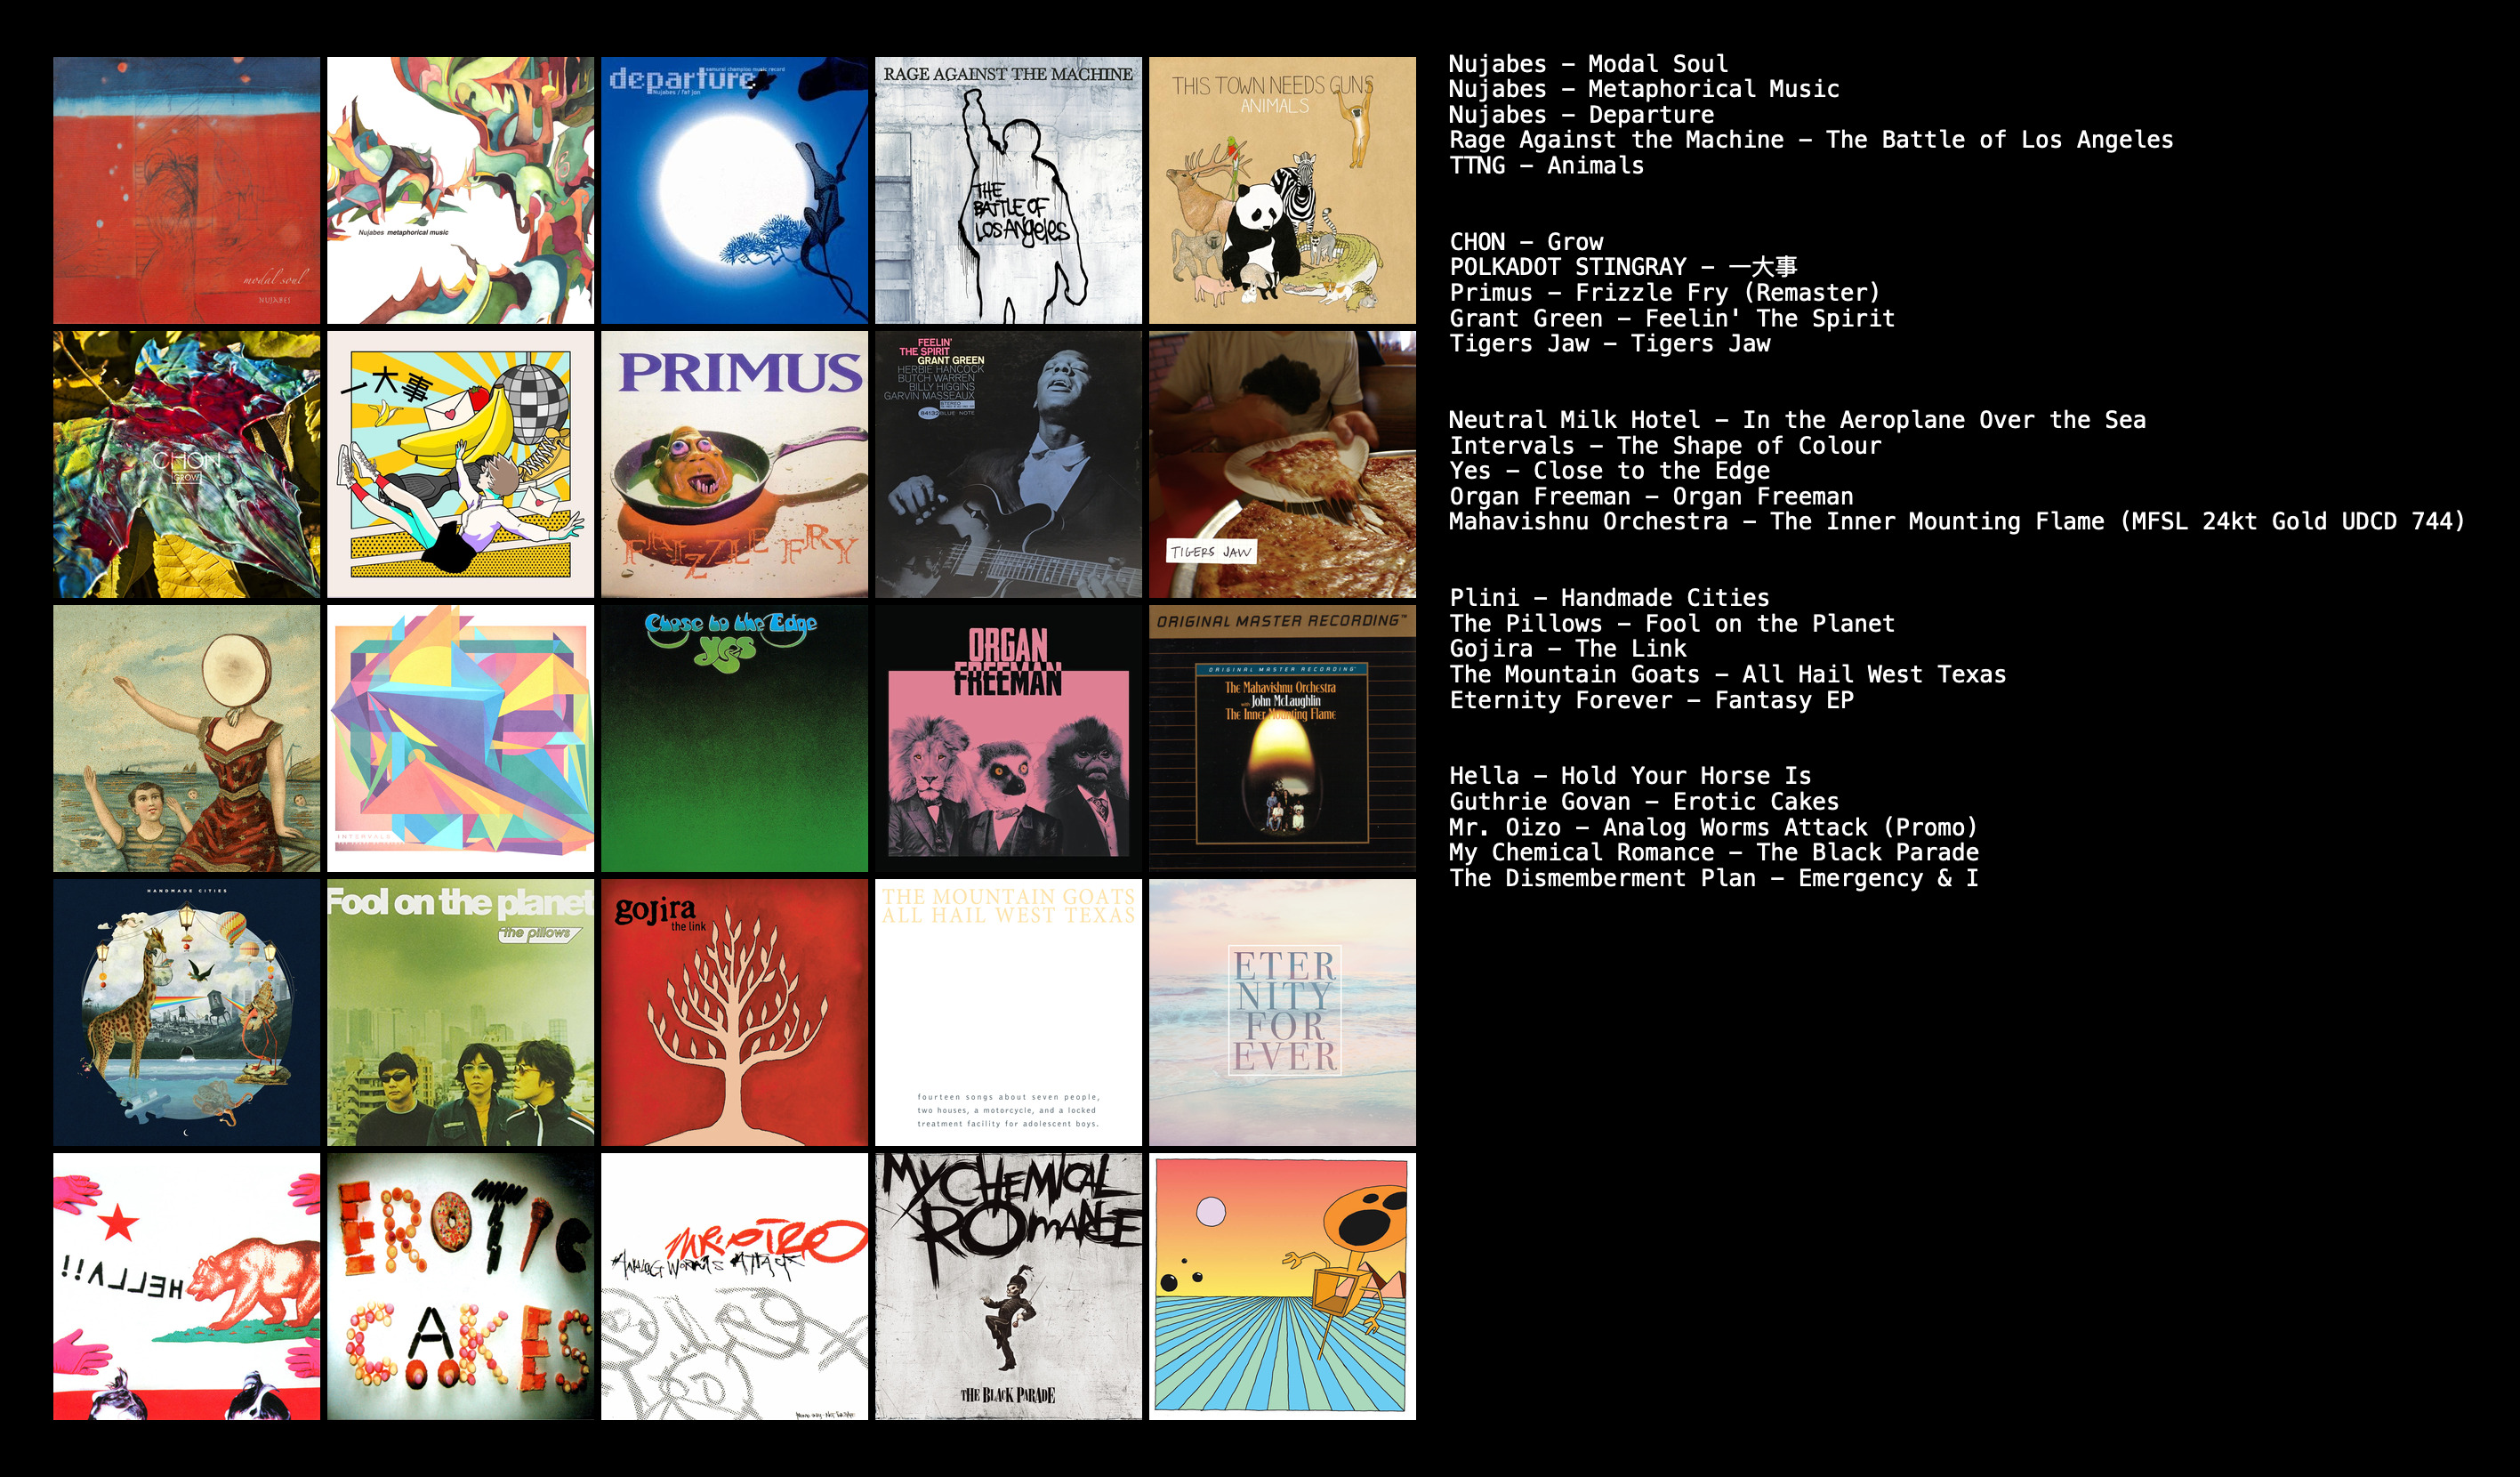 departure
samurai champloo music record
Nujabes / fat jon
RAGE AGAINST THE MACHINE
THE
BATTLE OF
LOS ANGELES
THIS TOWN NEEDS GUNS
ANIMALS
Nujabes metaphorical music
modal soul
NUJABES
CHON
GROW
一大事
PRIMUS
FRIZZLE FRY
FEELIN'
THE SPIRIT
GRANT GREEN
HERBIE HANCOCK
BUTCH WARREN
BILLY HIGGINS
GARVIN MASSEAUX
STEREO
84132 BLUE NOTE
TIGERS JAW
INTERVALS
Close to the Edge
yes
ORGAN
FREEMAN
ORIGINAL MASTER RECORDING™
ORIGINAL MASTER RECORDING
The Mahavishnu Orchestra
with John McLaughlin
The Inner Mounting Flame
HANDMADE CITIES
Fool on the planet
the pillows
gojira
the link
THE MOUNTAIN GOATS
ALL HAIL WEST TEXAS
fourteen songs about seven people,
two houses, a motorcycle, and a locked
treatment facility for adolescent boys.
ETER
NITY
FOR
EVER
HELLA!!
EROTIC
CAKES
MR. OIZO
ANALOG WORMS ATTACK
MY CHEMICAL
ROMANCE
THE BLACK PARADE
Nujabes – Modal Soul
Nujabes – Metaphorical Music
Nujabes – Departure
Rage Against the Machine – The Battle of Los Angeles
TTNG – Animals
CHON – Grow
POLKADOT STINGRAY – 一大事
Primus – Frizzle Fry (Remaster)
Grant Green – Feelin' The Spirit
Tigers Jaw – Tigers Jaw
Neutral Milk Hotel – In the Aeroplane Over the Sea
Intervals – The Shape of Colour
Yes – Close to the Edge
Organ Freeman – Organ Freeman
Mahavishnu Orchestra – The Inner Mounting Flame (MFSL 24kt Gold UDCD 744)
Plini – Handmade Cities
The Pillows – Fool on the Planet
Gojira – The Link
The Mountain Goats – All Hail West Texas
Eternity Forever – Fantasy EP
Hella – Hold Your Horse Is
Guthrie Govan – Erotic Cakes
Mr. Oizo – Analog Worms Attack (Promo)
My Chemical Romance – The Black Parade
The Dismemberment Plan – Emergency & I